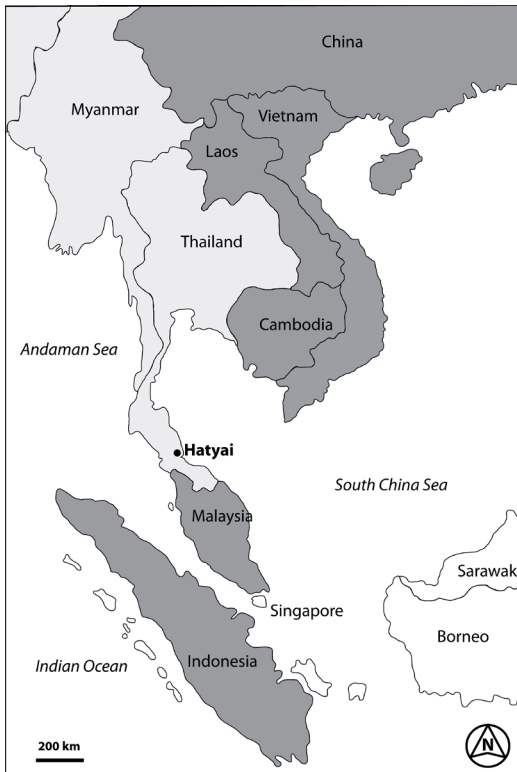 China
Myanmar
Vietnam
Laos
Thailand
Cambodia
Andaman Sea
Hatyai
South China Sea
Malaysia
Sarawak
Singapore
Borneo
Indian Ocean
Indonesia
200 km
N